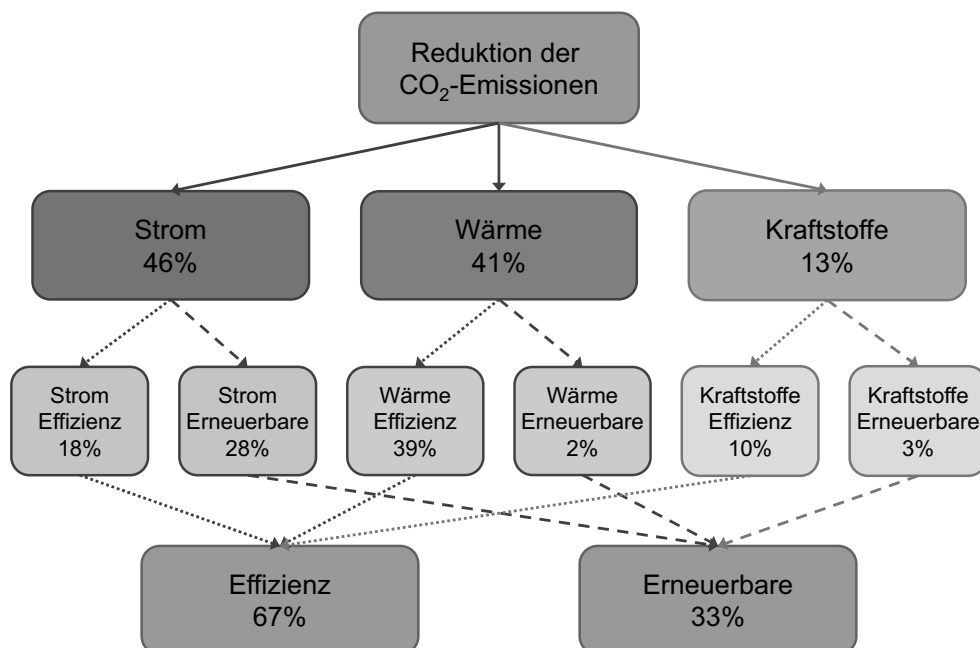 Reduktion der
CO₂-Emissionen
Strom
46%
Wärme
41%
Kraftstoffe
13%
Strom
Effizienz
18%
Strom
Erneuerbare
28%
Wärme
Effizienz
39%
Wärme
Erneuerbare
2%
Kraftstoffe
Effizienz
10%
Kraftstoffe
Erneuerbare
3%
Effizienz
67%
Erneuerbare
33%